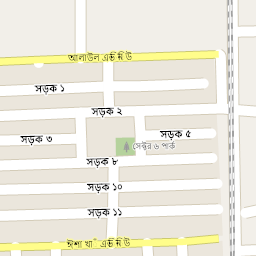 আলাউল এভিনিউ
সড়ক ১
সড়ক ২
সড়ক ৩
সড়ক ৫
সেক্টর ৬ পার্ক
সড়ক ৮
সড়ক ১০
সড়ক ১১
ঈশা খাঁ এভিনিউ